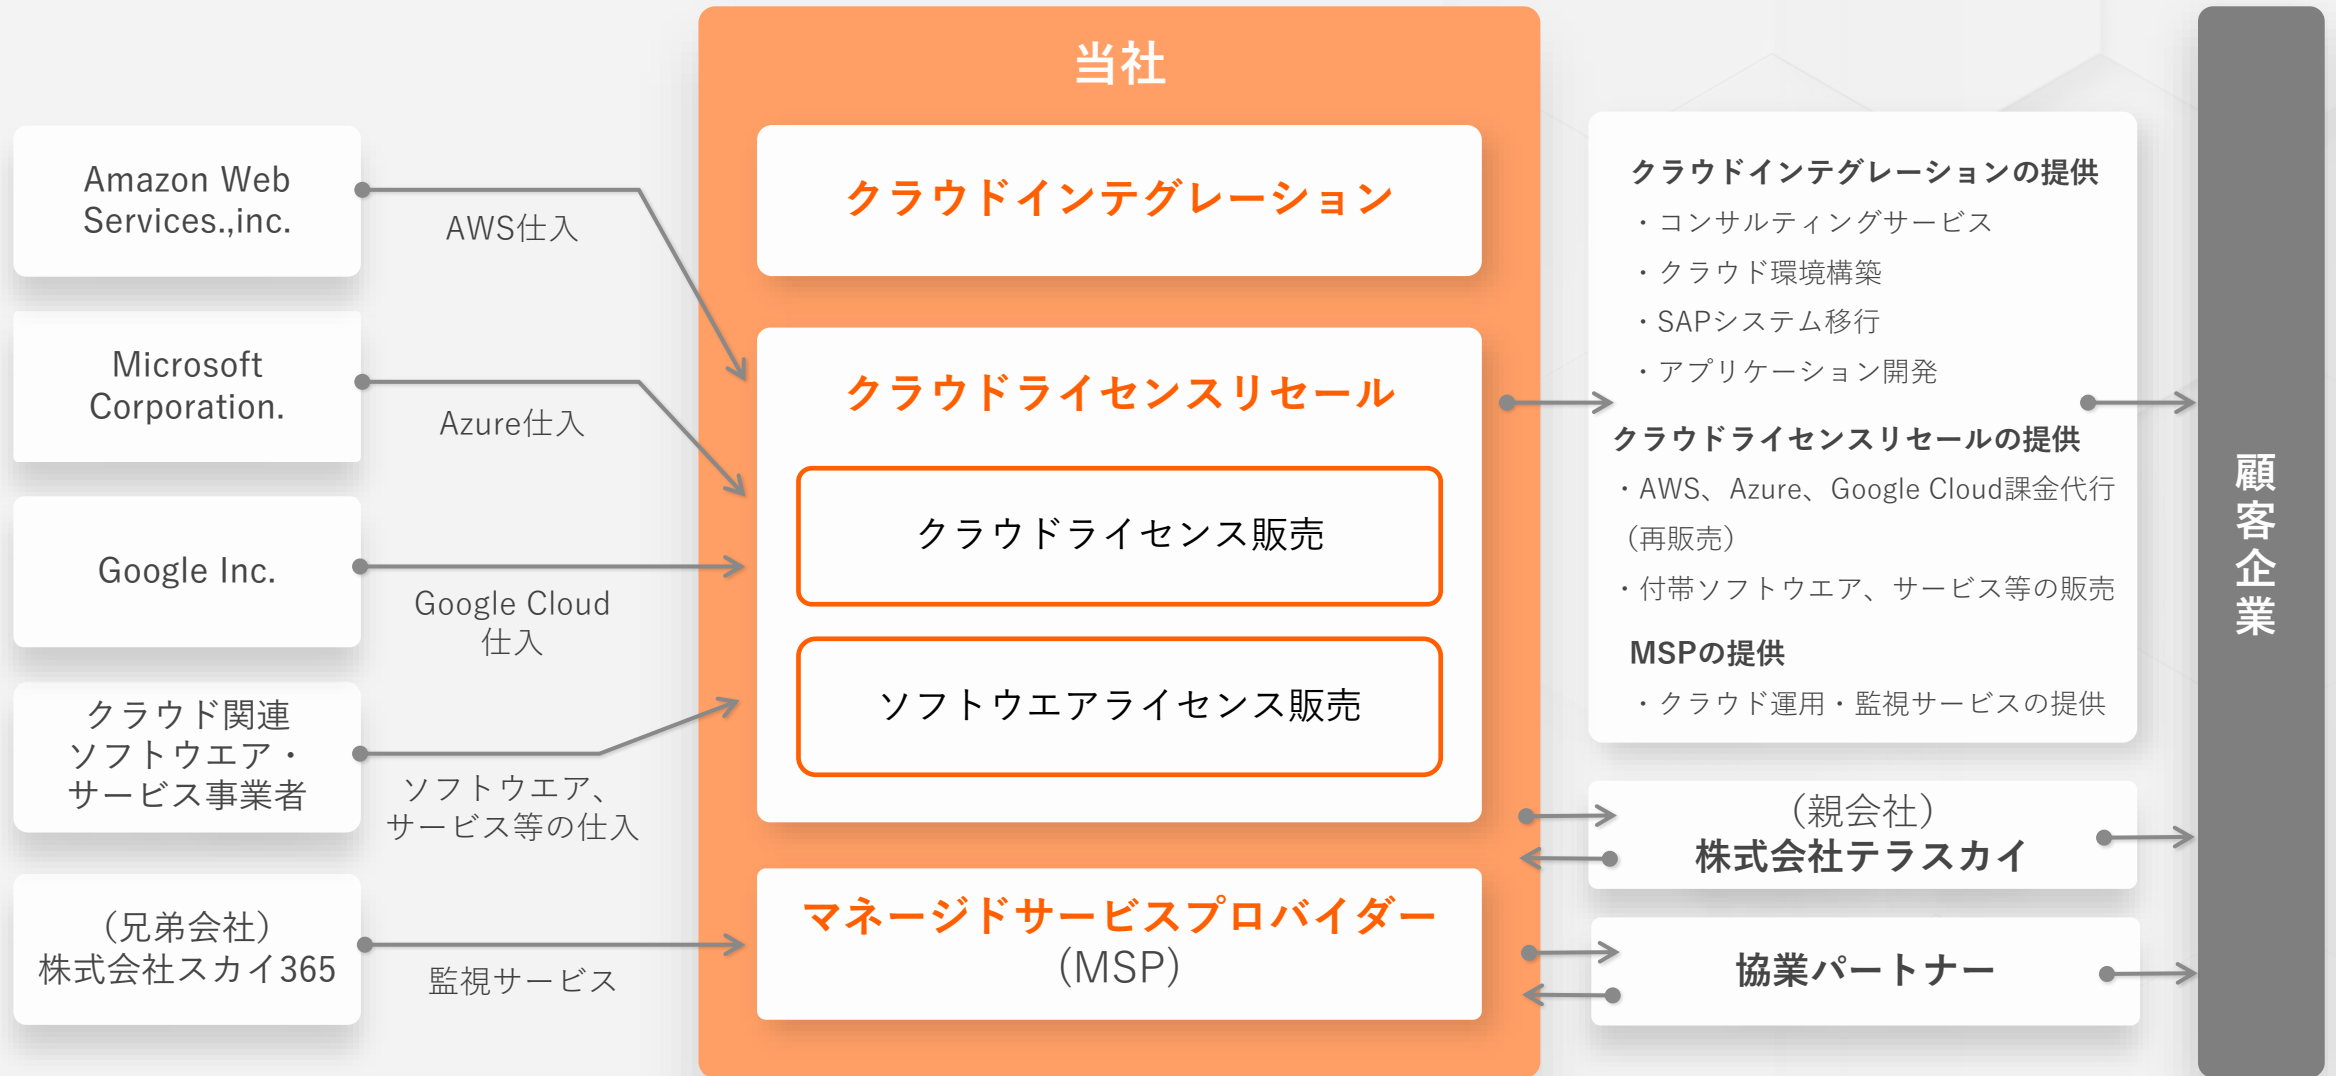 当社
Amazon Web
Services.,inc.
AWS仕入
Microsoft
Corporation.
Azure仕入
Google Inc.
Google Cloud
仕入
クラウド関連
ソフトウエア・
サービス事業者
ソフトウエア、
サービス等の仕入
（兄弟会社）
株式会社スカイ365
監視サービス
クラウドインテグレーション
クラウドライセンスリセール
クラウドライセンス販売
ソフトウエアライセンス販売
マネージドサービスプロバイダー
（MSP）
クラウドインテグレーションの提供
・コンサルティングサービス
・クラウド環境構築
・SAPシステム移行
・アプリケーション開発
クラウドライセンスリセールの提供
・AWS、Azure、Google Cloud課金代行
（再販売）
・付帯ソフトウエア、サービス等の販売
MSPの提供
・クラウド運用・監視サービスの提供
（親会社）
株式会社テラスカイ
協業パートナー
顧客企業